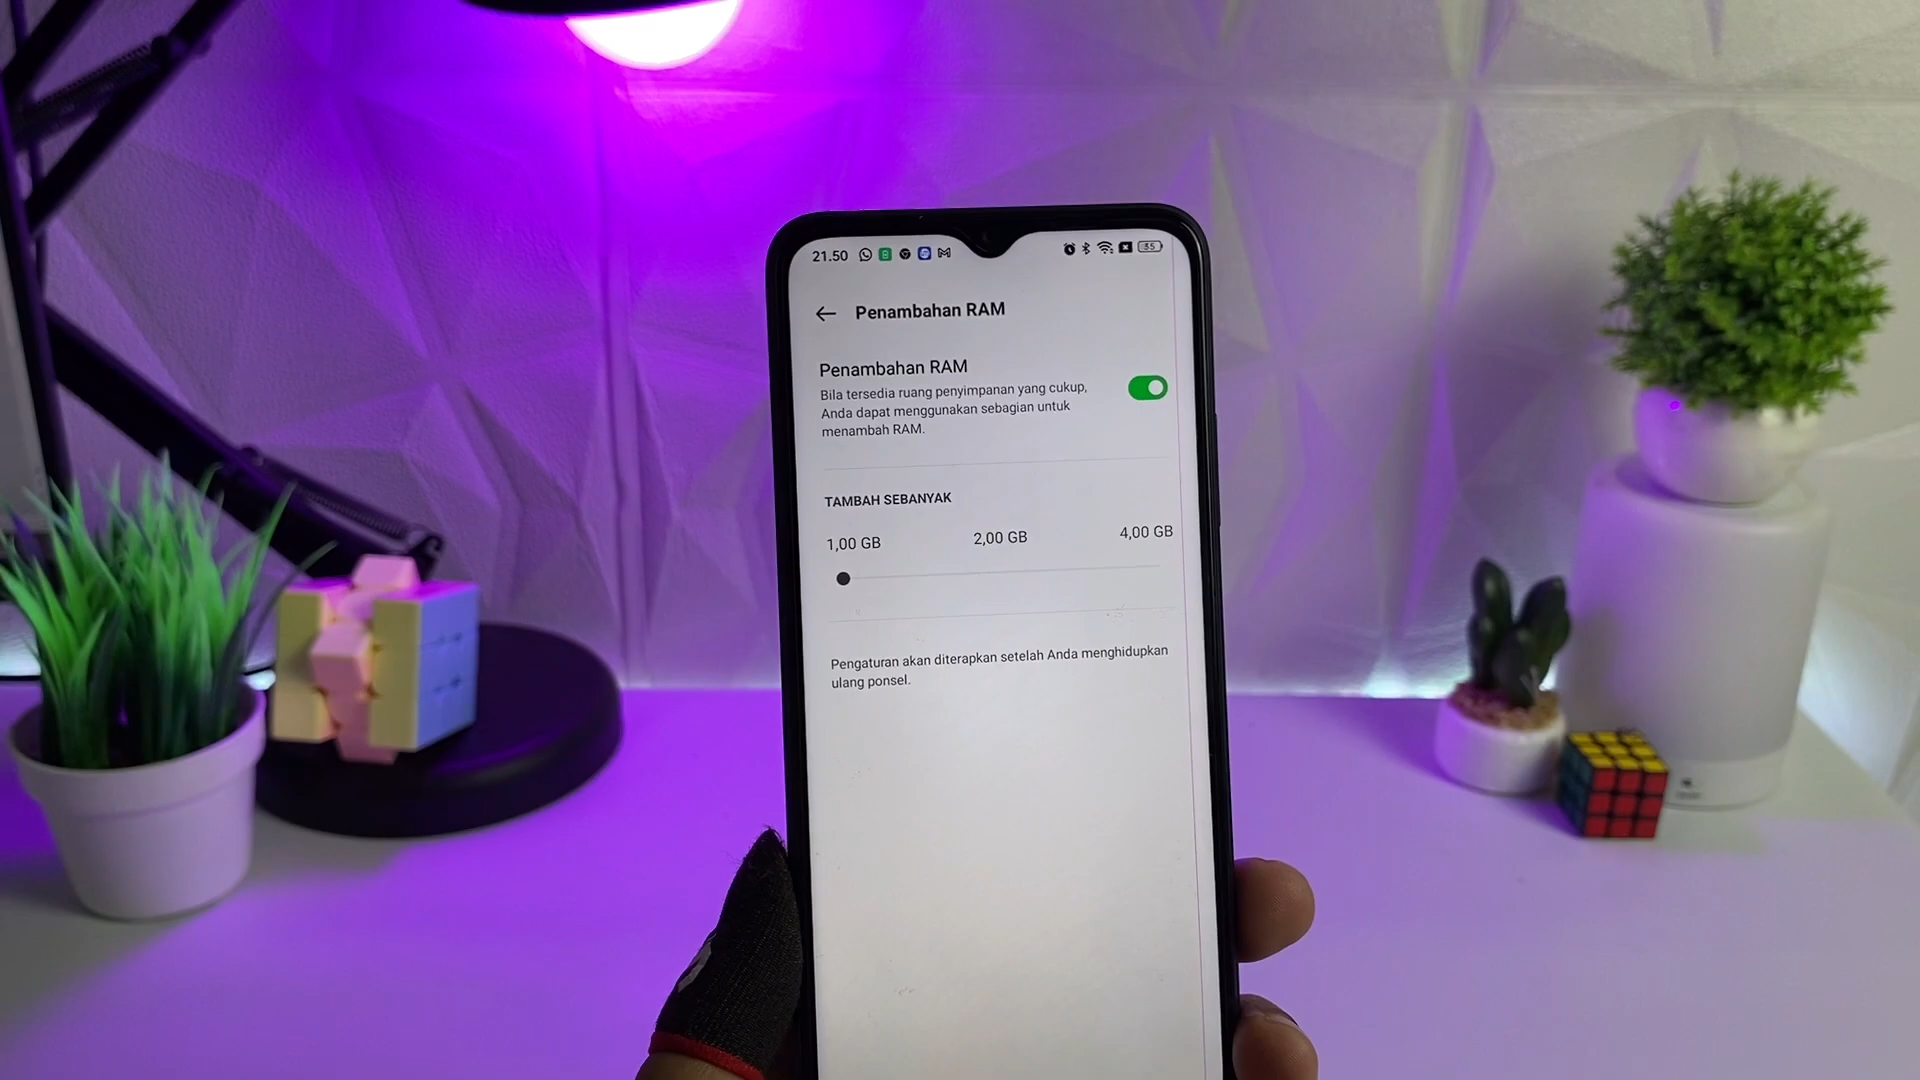 21.50
35
Penambahan RAM
Penambahan RAM
Bila tersedia ruang penyimpanan yang cukup,
Anda dapat menggunakan sebagian untuk
menambah RAM.
TAMBAH SEBANYAK
1,00 GB 2,00 GB 4,00 GB
Pengaturan akan diterapkan setelah Anda menghidupkan
ulang ponsel.